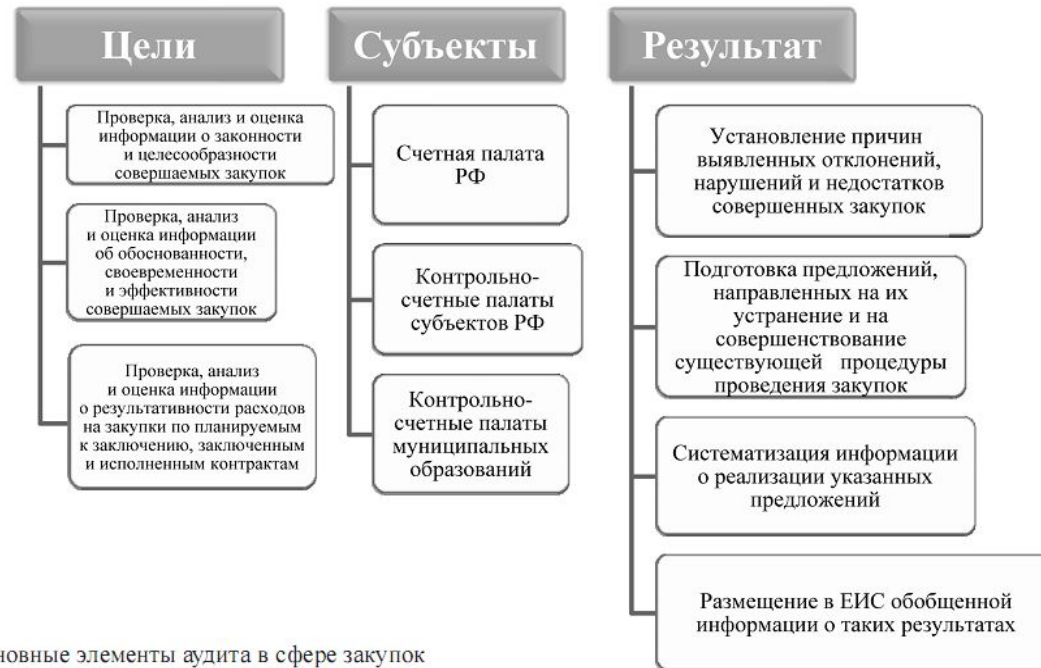 Цели
Проверка, анализ и оценка
информации о законности
и целесообразности
совершаемых закупок
Проверка, анализ
и оценка информации
об обоснованности,
своевременности
и эффективности
совершаемых закупок
Проверка, анализ
и оценка информации
о результативности расходов
на закупки по планируемым
к заключению, заключенным
и исполненным контрактам
Субъекты
Счетная палата
РФ
Контрольно-
счетные палаты
субъектов РФ
Контрольно-
счетные палаты
муниципальных
образований
Результат
Установление причин
выявленных отклонений,
нарушений и недостатков
совершенных закупок
Подготовка предложений,
направленных на их
устранение и на
совершенствование
существующей процедуры
проведения закупок
Систематизация информации
о реализации указанных
предложений
Размещение в ЕИС обобщенной
информации о таких результатах
новные элементы аудита в сфере закупок